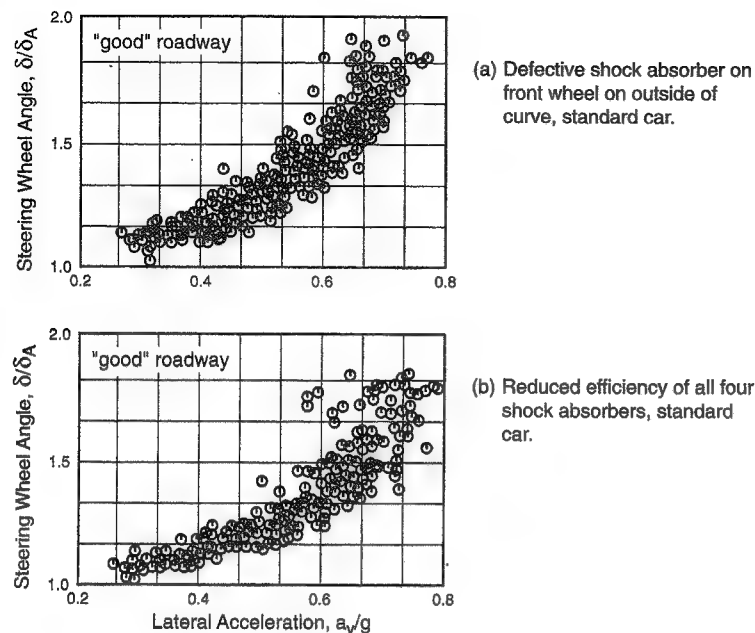 2.0
"good" roadway
Steering Wheel Angle, δ/δA
1.5
1.0
0.2
0.4
0.6
0.8
(a) Defective shock absorber on
front wheel on outside of
curve, standard car.
2.0
"good" roadway
Steering Wheel Angle, δ/δA
1.5
1.0
0.2
0.4
0.6
0.8
Lateral Acceleration, ay/g
(b) Reduced efficiency of all four
shock absorbers, standard
car.